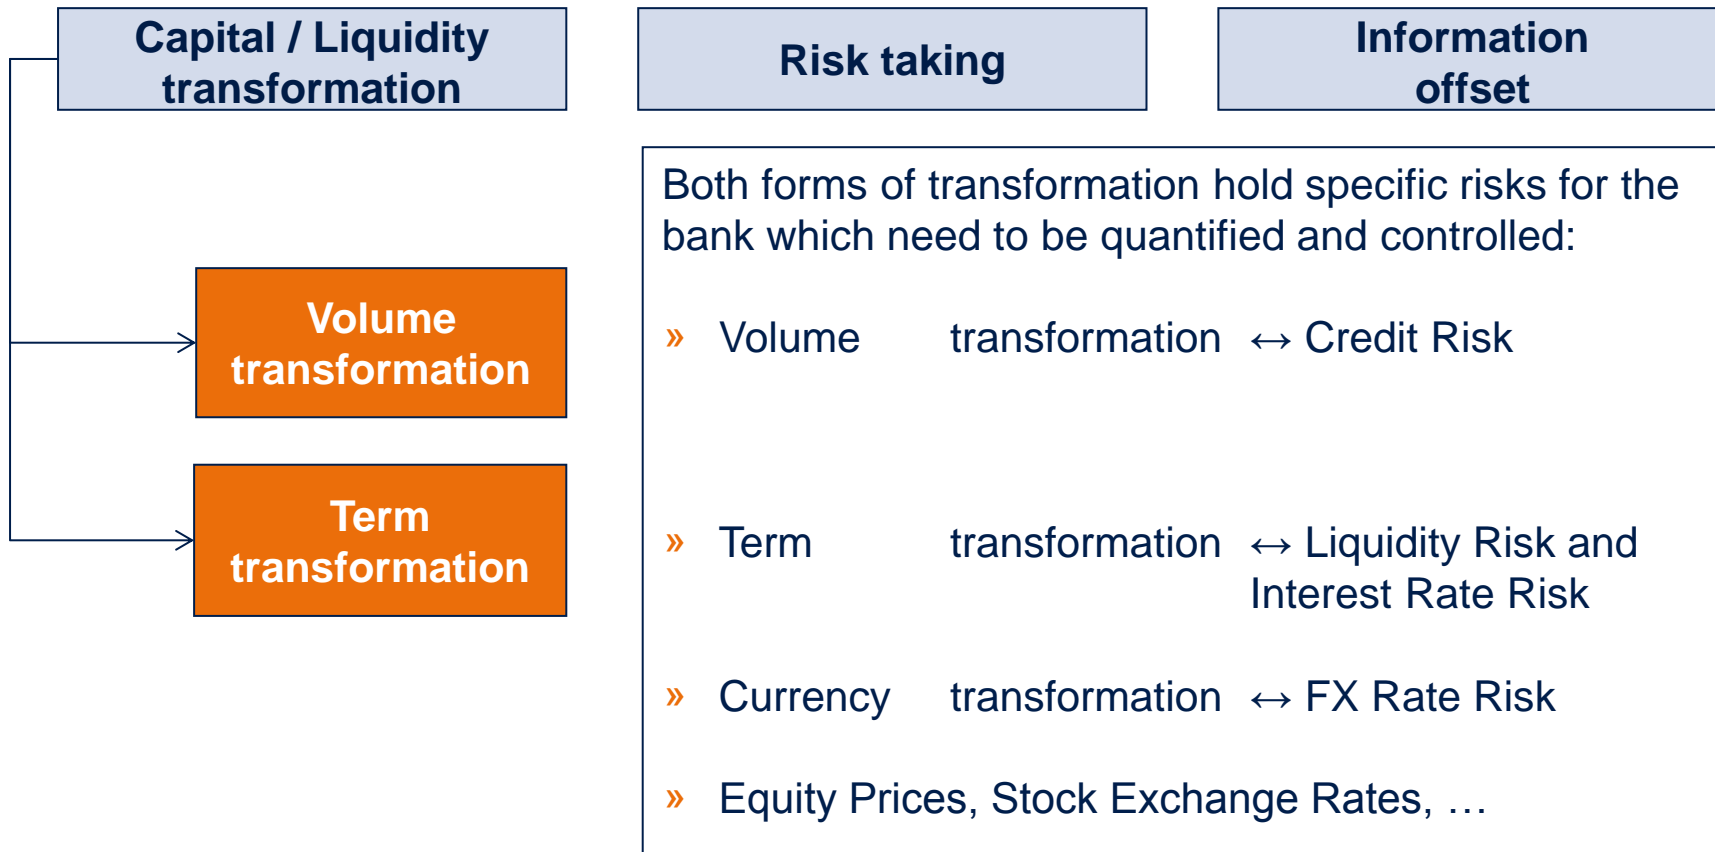 Capital / Liquidity
transformation
Risk taking
Information
offset
Volume
transformation
Term
transformation
Both forms of transformation hold specific risks for the
bank which need to be quantified and controlled:
» Volume transformation ↔ Credit Risk
» Term transformation ↔ Liquidity Risk and
Interest Rate Risk
» Currency transformation ↔ FX Rate Risk
» Equity Prices, Stock Exchange Rates, …